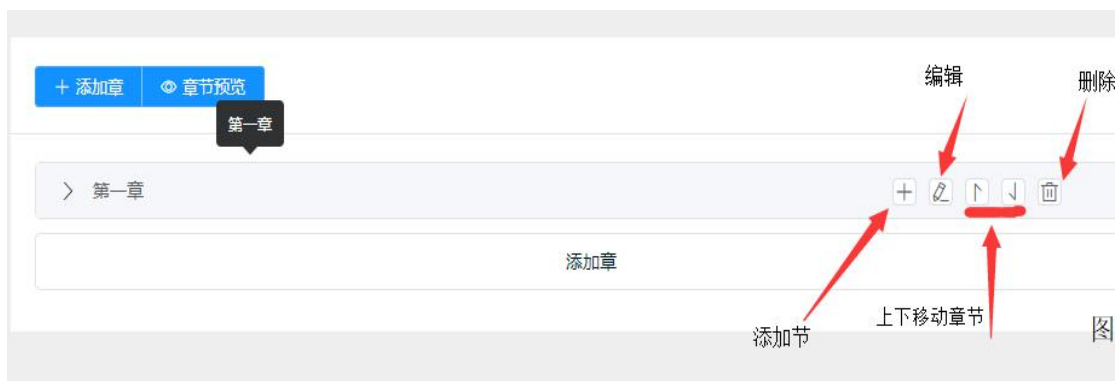 编辑
删除
+ 添加章
章节预览
第一章
第一章
添加章
上下移动章节
添加节
图